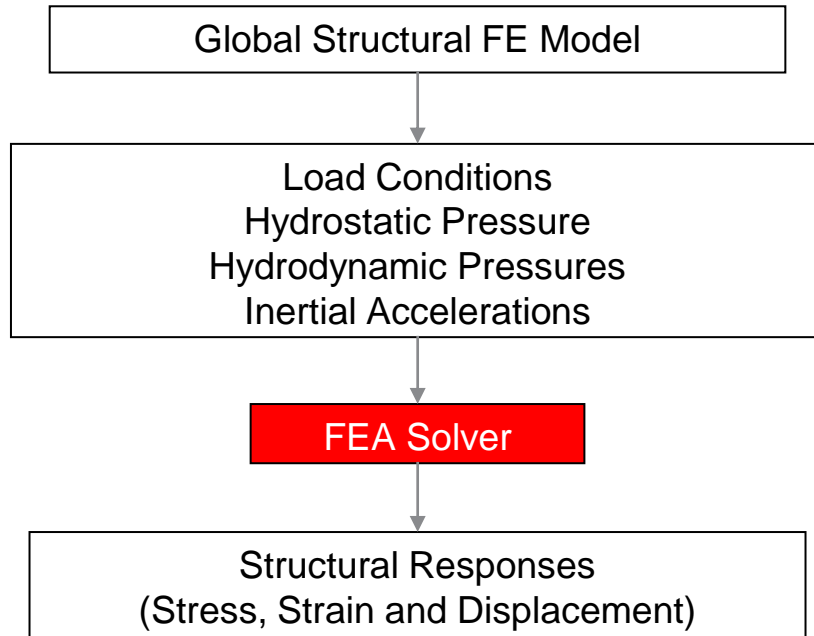 Global Structural FE Model
Load Conditions
Hydrostatic Pressure
Hydrodynamic Pressures
Inertial Accelerations
FEA Solver
Structural Responses
(Stress, Strain and Displacement)